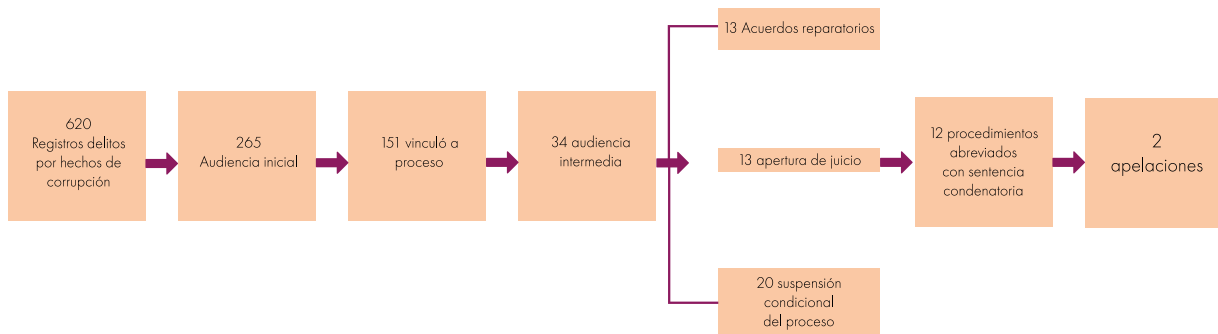 620
Registros delitos
por hechos de
corrupción
265
Audiencia inicial
151 vinculó a
proceso
34 audiencia
intermedia
13 Acuerdos reparatorios
13 apertura de juicio
20 suspensión
condicional
del proceso
12 procedimientos
abreviados
con sentencia
condenatoria
2
apelaciones